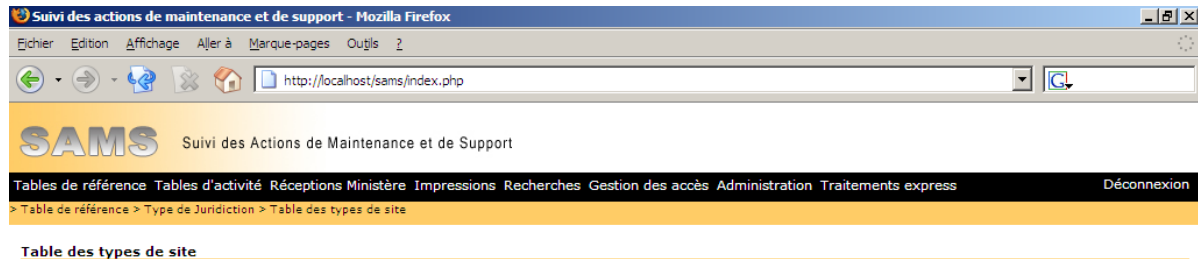 Suivi des actions de maintenance et de support - Mozilla Firefox
Fichier Edition Affichage Aller à Marque-pages Outils ?
http://localhost/sams/index.php G
SAMS Suivi des Actions de Maintenance et de Support
Tables de référence Tables d'activité Réceptions Ministère Impressions Recherches Gestion des accès Administration Traitements express Déconnexion
> Table de référence > Type de Juridiction > Table des types de site
Table des types de site